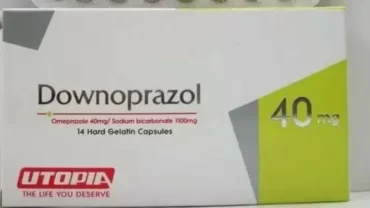 Downoprazol
Omeprazole 40mg/ Sodium bicarbonate 1100mg
14 Hard Gelatin Capsules
40 mg
UTOPIA
THE LIFE YOU DESERVE